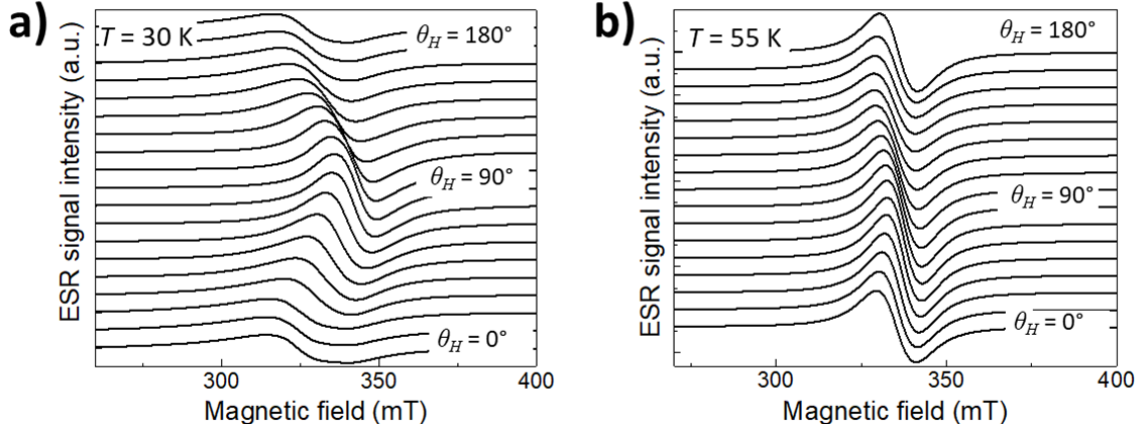 a)
T = 30 K
θH = 180°
θH = 90°
θH = 0°
ESR signal intensity (a.u.)
300 350 400
Magnetic field (mT)
b)
T = 55 K
θH = 180°
θH = 90°
θH = 0°
ESR signal intensity (a.u.)
300 350 400
Magnetic field (mT)